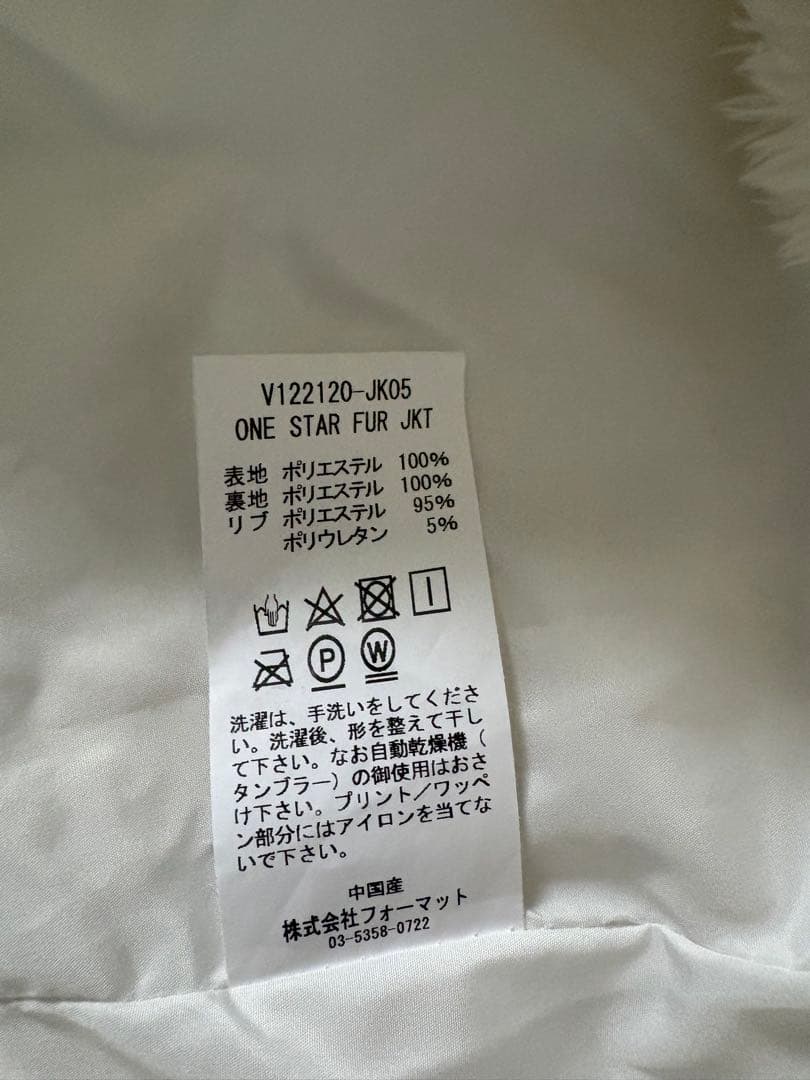 V122120-JK05
ONE STAR FUR JKT
表地 ポリエステル 100%
裏地 ポリエステル 100%
リブ ポリエステル 95%
ポリウレタン 5%
P W
洗濯は、手洗いをしてくださ
い。洗濯後、形を整えて干し
て下さい。なお自動乾燥機(
タンブラー)の御使用はおさ
け下さい。プリント/ワッペ
ン部分にはアイロンを当てな
いで下さい。
中国産
株式会社フォーマット
03-5358-0722